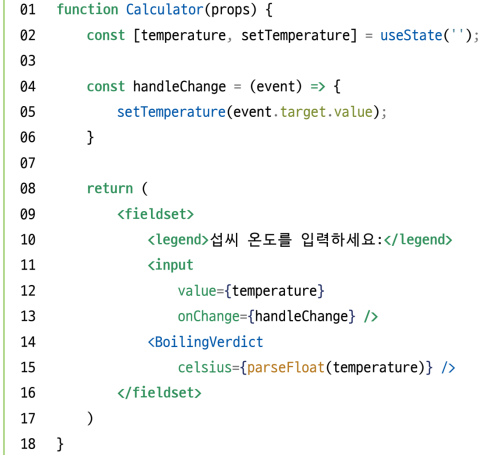 01 function Calculator(props) {
02     const [temperature, setTemperature] = useState('');
03
04     const handleChange = (event) => {
05         setTemperature(event.target.value);
06     }
07
08     return (
09         <fieldset>
10             <legend>섭씨 온도를 입력하세요:</legend>
11             <input
12                 value={temperature}
13                 onChange={handleChange} />
14             <BoilingVerdict
15                 celsius={parseFloat(temperature)} />
16         </fieldset>
17     )
18 }